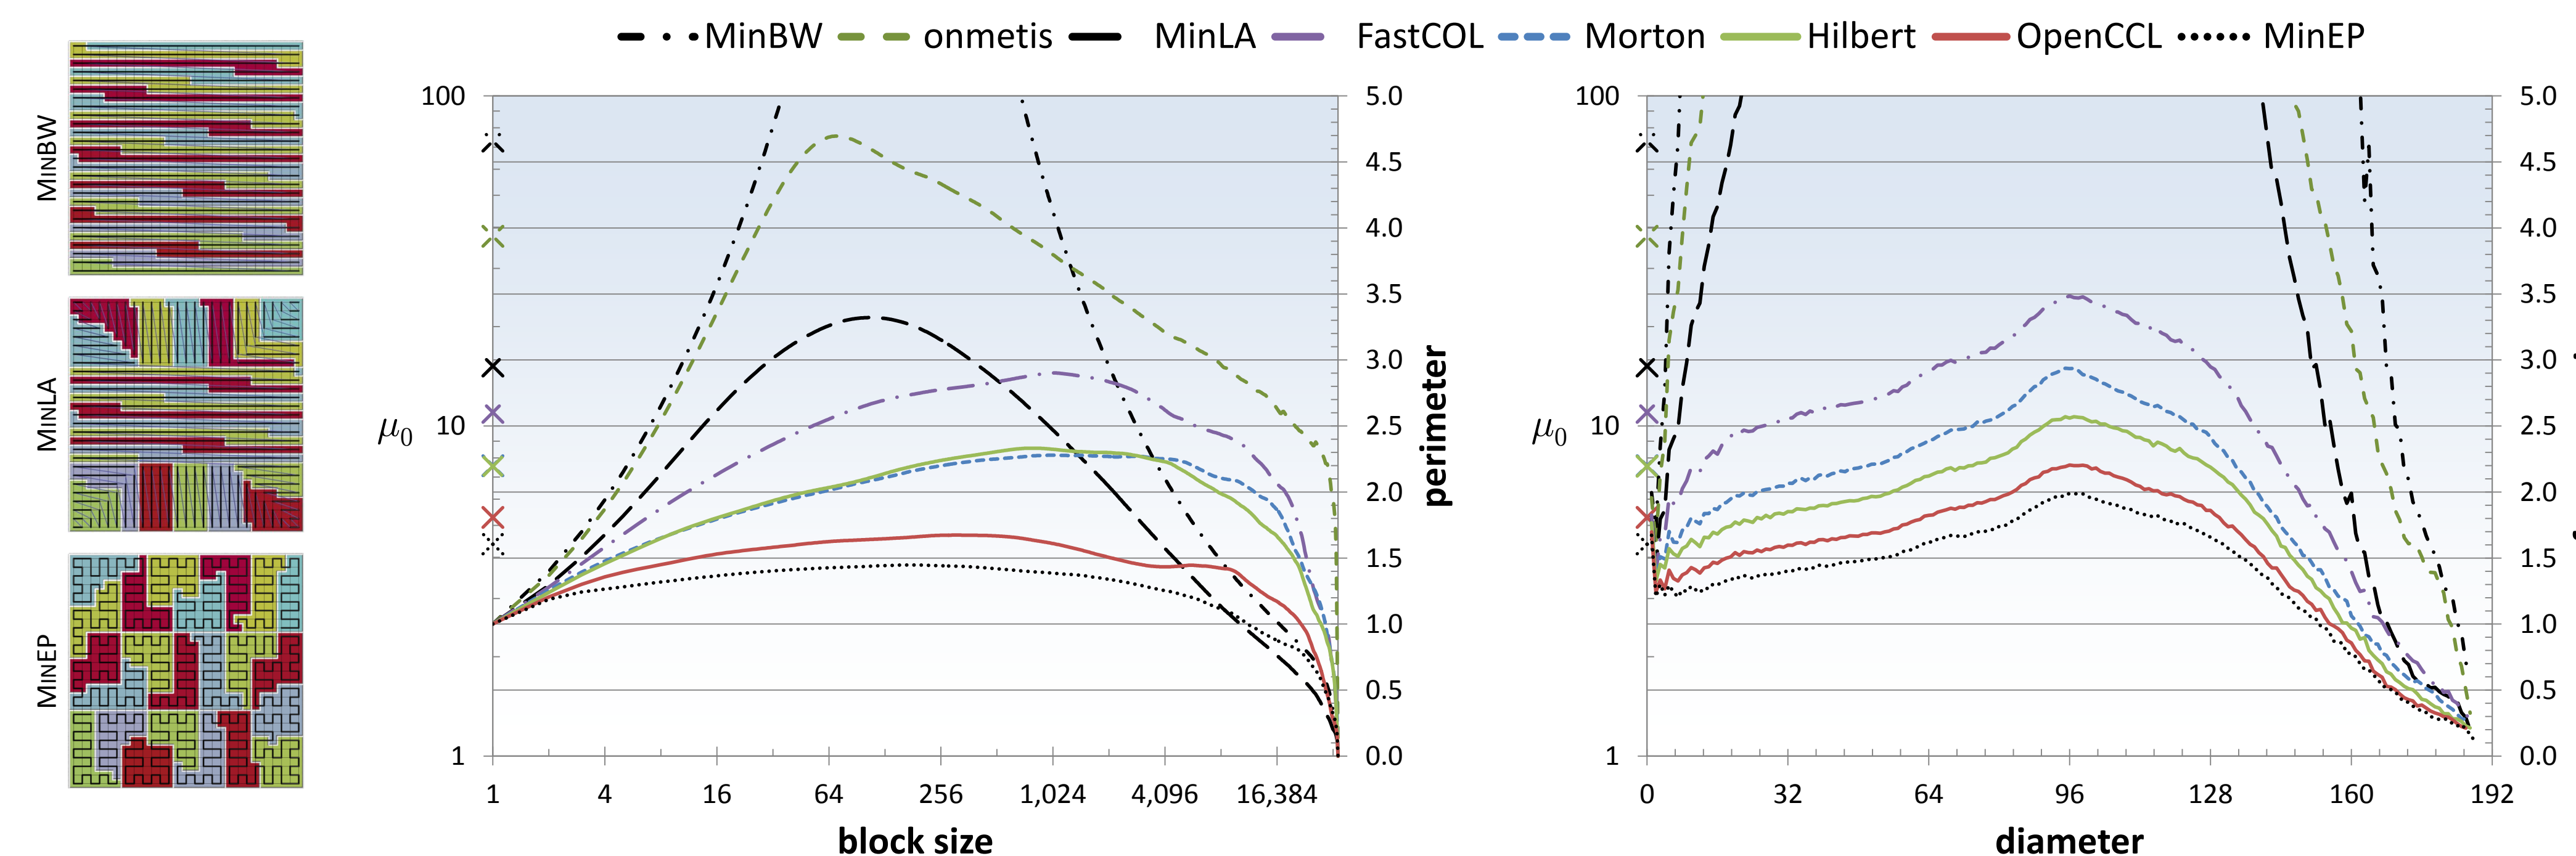 MinBW onmetis MinLA FastCOL Morton Hilbert OpenCCL MinEP
MINBW
MINLA
MINEP
μ0
100
10
1
5.0
4.5
4.0
3.5
3.0
2.5
2.0
1.5
1.0
0.5
0.0
perimeter
1 4 16 64 256 1,024 4,096 16,384
block size
μ0
100
10
1
5.0
4.5
4.0
3.5
3.0
2.5
2.0
1.5
1.0
0.5
0.0
0 32 64 96 128 160 192
diameter